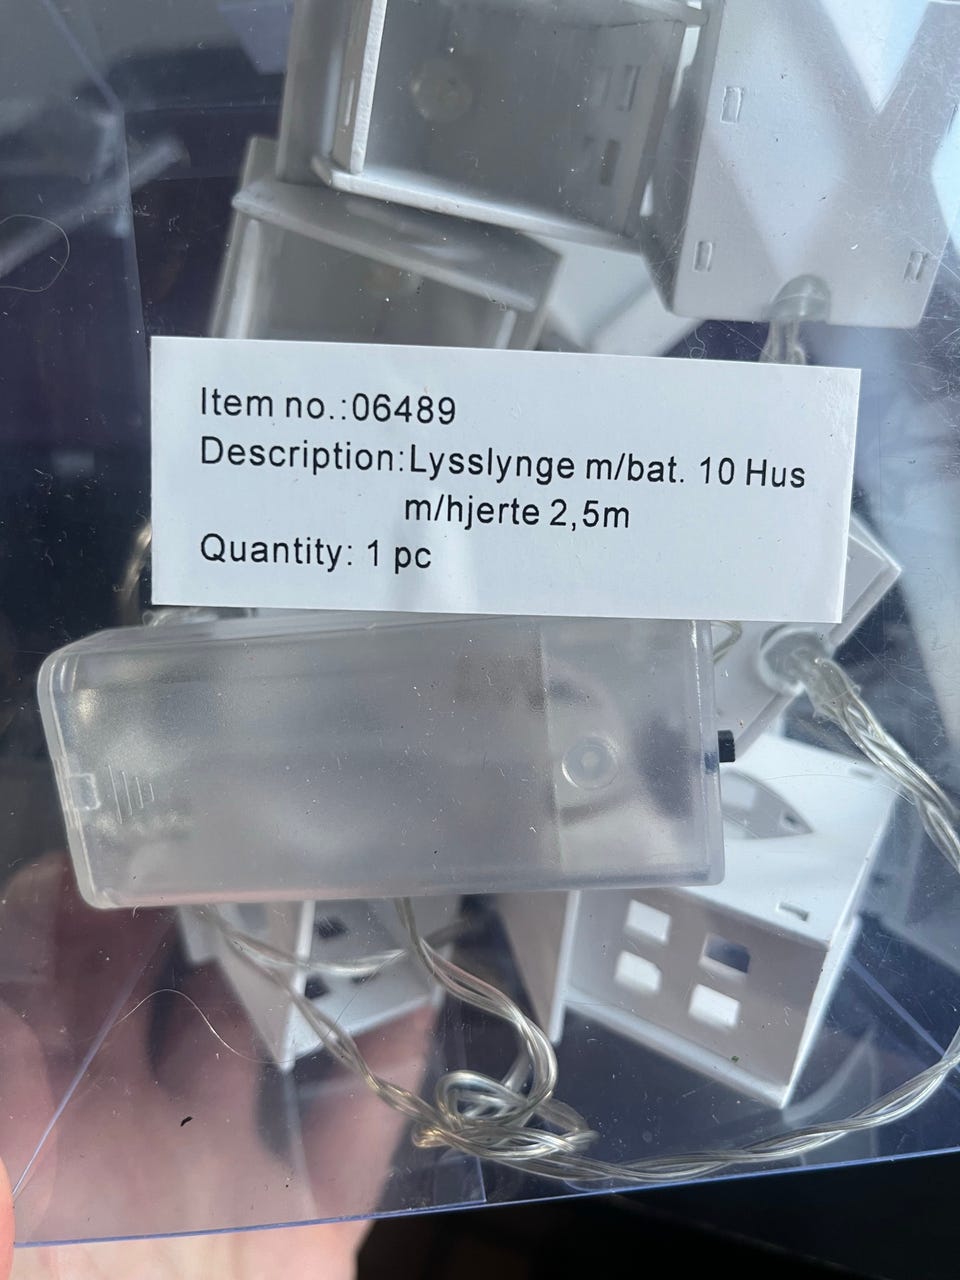 Item no.:06489
Description:Lysslynge m/bat. 10 Hus
m/hjerte 2,5m
Quantity: 1 pc